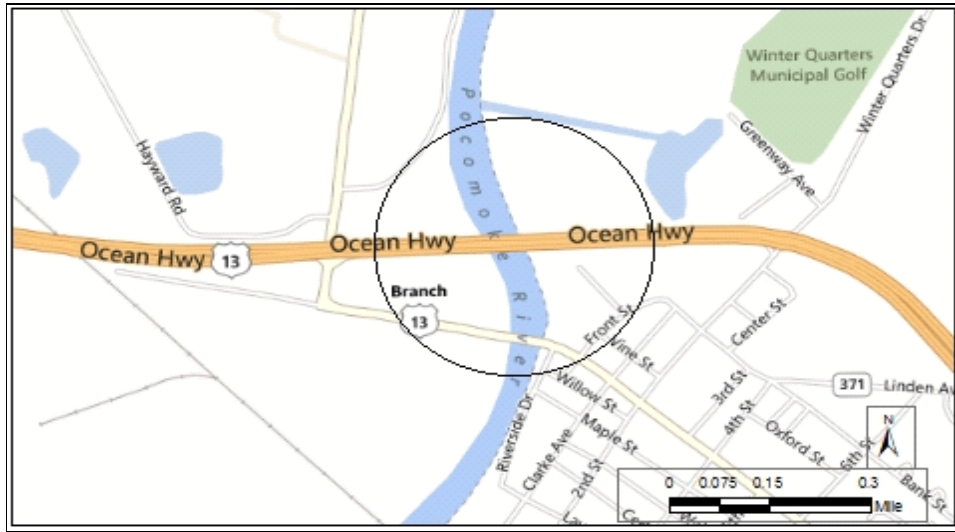 Winter Quarters
Municipal Golf
Winter Quarters Dr
Greenway Ave
Pocomoke River
Hayward Rd
Ocean Hwy
13
Ocean Hwy
Ocean Hwy
Branch
13
Front St
Vine St
Center St
Willow St
3rd St
371
Linden Av
Maple St
4th St
Oxford St
6th St
N
Bank St
Riverside Dr
Clarke Ave
2nd St
0 0.075 0.15 0.3
Mile